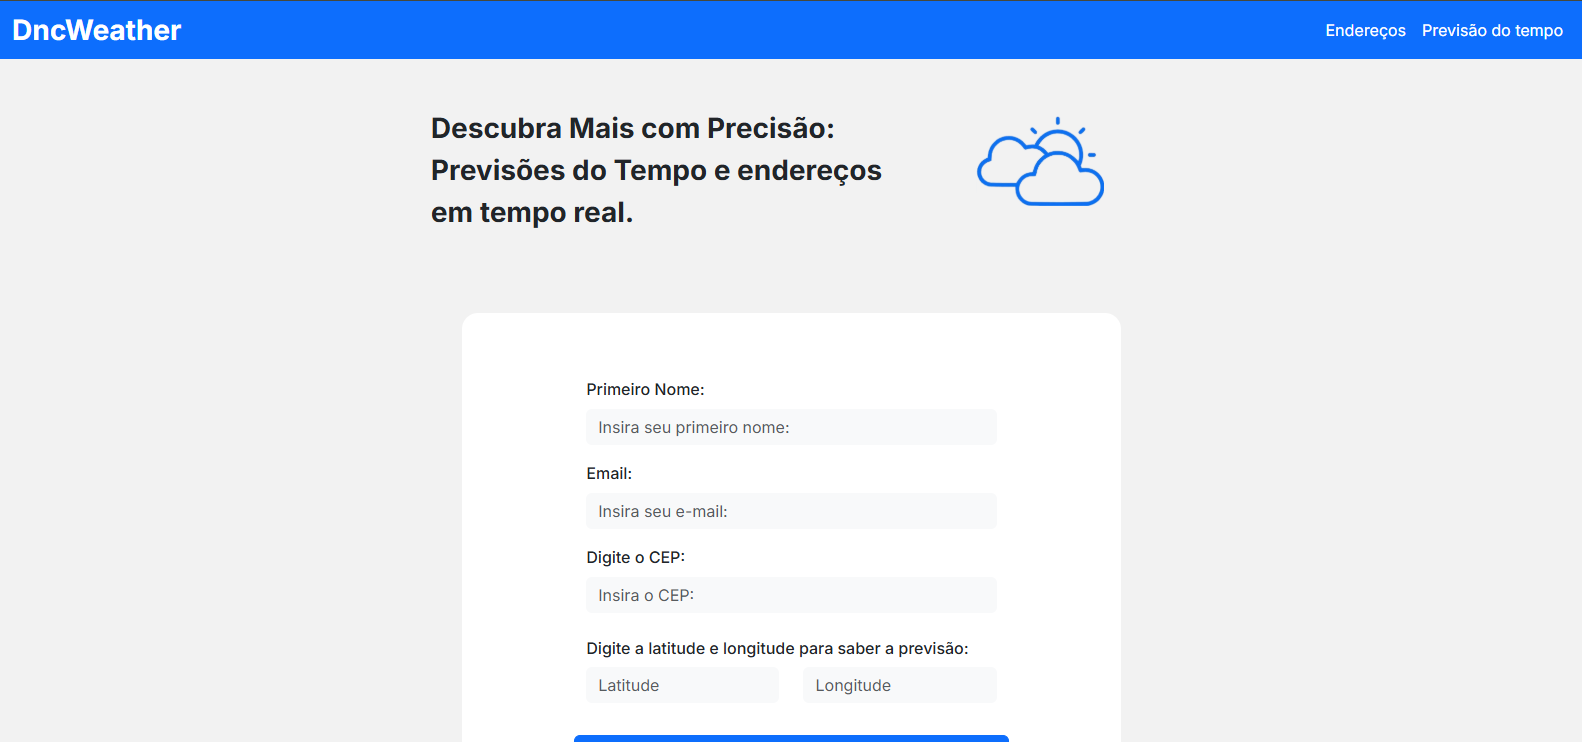 DncWeather
Endereços
Previsão do tempo
Descubra Mais com Precisão:
Previsões do Tempo e endereços
em tempo real.
Primeiro Nome:
Insira seu primeiro nome:
Email:
Insira seu e-mail:
Digite o CEP:
Insira o CEP:
Digite a latitude e longitude para saber a previsão:
Latitude
Longitude